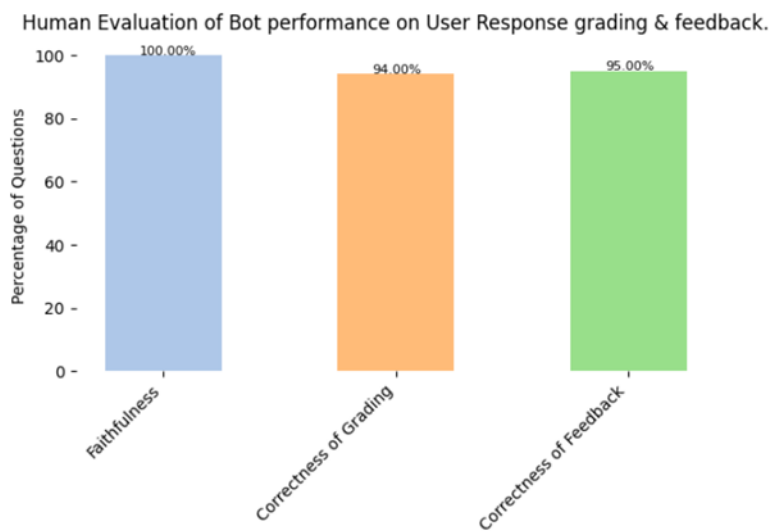 Human Evaluation of Bot performance on User Response grading & feedback.
100.00%
94.00%
95.00%
100
80
60
40
20
0
Percentage of Questions
Faithfulness
Correctness of Grading
Correctness of Feedback